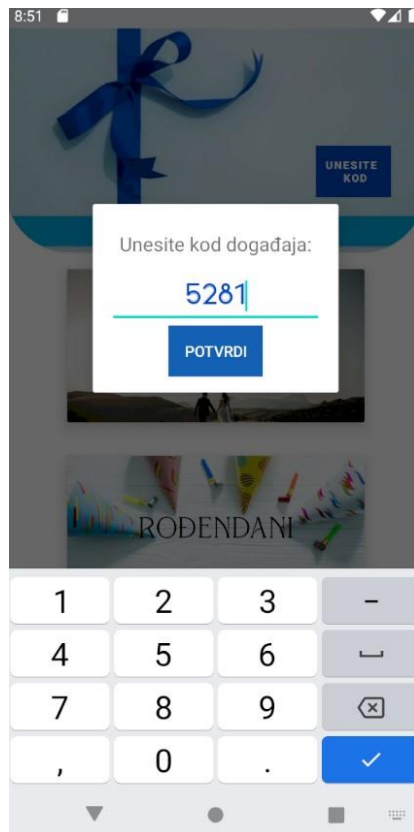 8:51
UNESITE
KOD
Unesite kod događaja:
5281
POTVRDI
ROĐENDANI
1 2 3 –
4 5 6
7 8 9
, 0 .